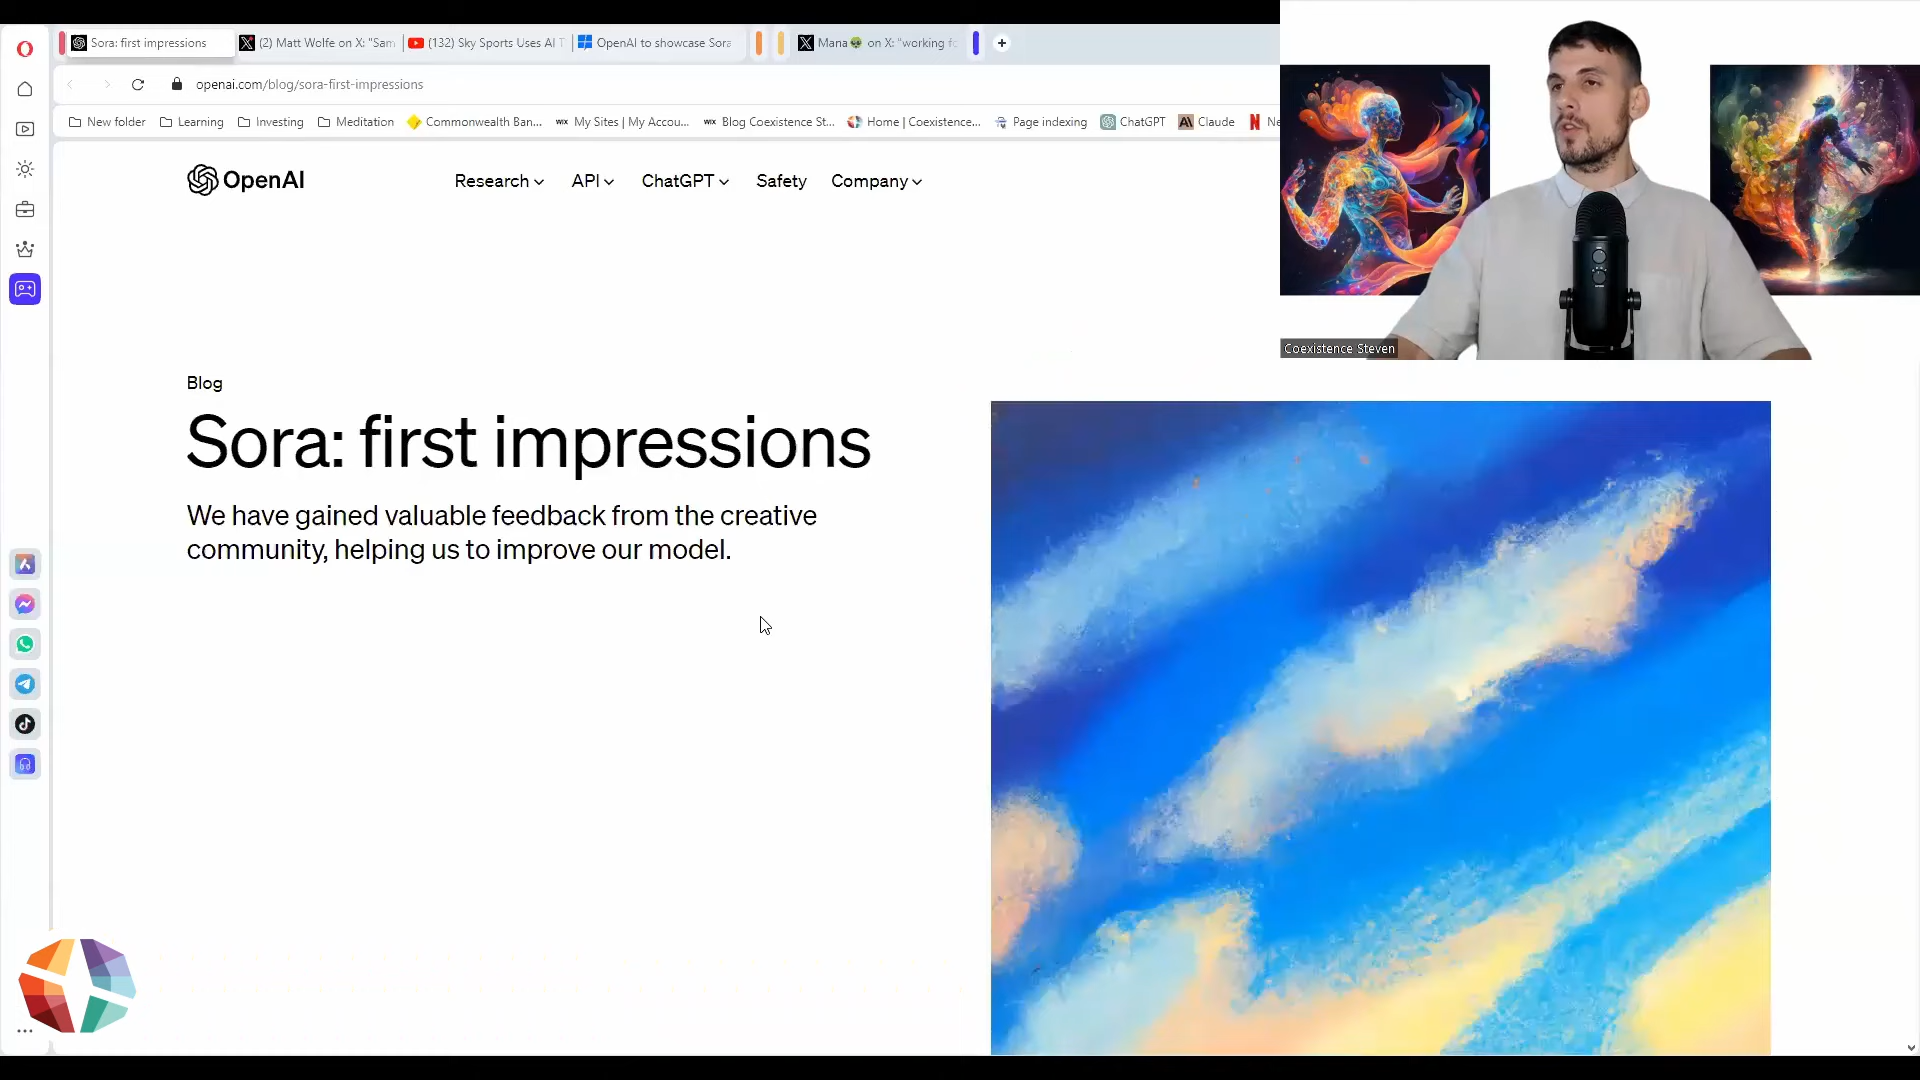 Sora: first impressions
(2) Matt Wolfe on X: "Sam
(132) Sky Sports Uses AI T
OpenAI to showcase Sora
Mana👽 on X: "working fo
openai.com/blog/sora-first-impressions
New folder
Learning
Investing
Meditation
Commonwealth Ban...
WIX My Sites | My Accou...
WIX Blog Coexistence St...
Home | Coexistence...
Page indexing
ChatGPT
Claude
Ne
OpenAI
Research
API
ChatGPT
Safety
Company
Coexistence Steven
Blog
Sora: first impressions
We have gained valuable feedback from the creative
community, helping us to improve our model.